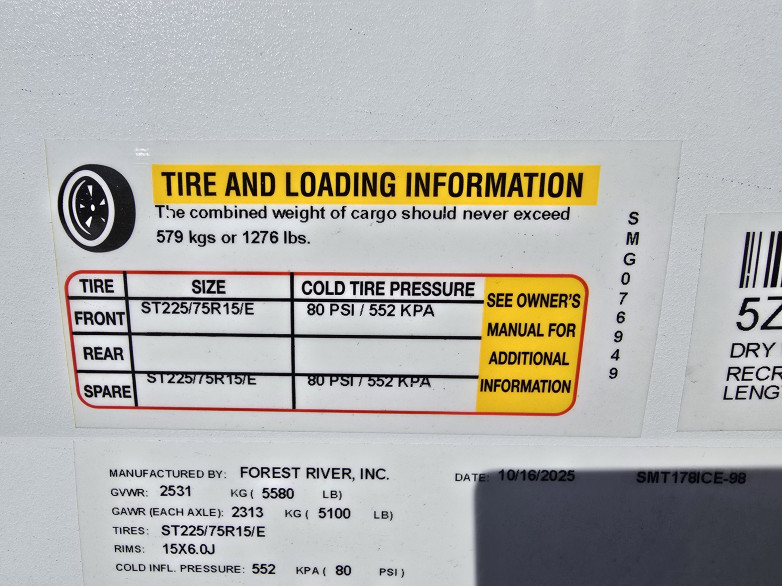 TIRE AND LOADING INFORMATION
The combined weight of cargo should never exceed
579 kgs or 1276 lbs.
TIRE SIZE COLD TIRE PRESSURE
FRONT ST225/75R15/E 80 PSI / 552 KPA
REAR
SPARE ST225/75R15/E 80 PSI / 552 KPA
SEE OWNER'S
MANUAL FOR
ADDITIONAL
INFORMATION
SMG076949
5Z
DRY
RECR
LENG
MANUFACTURED BY: FOREST RIVER, INC. DATE: 10/16/2025 SMT178ICE-98
GVWR: 2531 KG ( 5580 LB)
GAWR (EACH AXLE): 2313 KG ( 5100 LB)
TIRES: ST225/75R15/E
RIMS: 15X6.0J
COLD INFL. PRESSURE: 552 KPA ( 80 PSI )